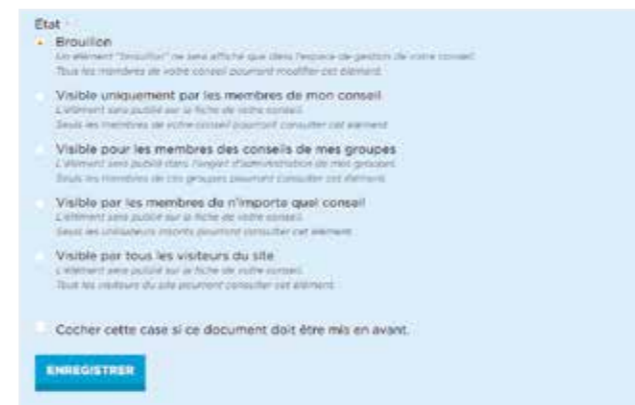 Etat
Brouillon
Un élément "brouillon" ne sera affiché que dans l'espace de gestion de votre conseil.
Tous les membres de votre conseil pourront modifier cet élément.
Visible uniquement par les membres de mon conseil
L'élément sera publié sur la fiche de votre conseil.
Seuls les membres de votre conseil pourront consulter cet élément.
Visible pour les membres des conseils de mes groupes
L'élément sera publié dans l'onglet d'administration de mes groupes.
Seuls les membres de ces groupes pourront consulter cet élément.
Visible par les membres de n'importe quel conseil
L'élément sera publié sur la fiche de votre conseil.
Seuls les utilisateurs inscrits pourront consulter cet élément.
Visible par tous les visiteurs du site
L'élément sera publié sur la fiche de votre conseil.
Tous les visiteurs du site pourront consulter cet élément.
Cocher cette case si ce document doit être mis en avant.
ENREGISTRER